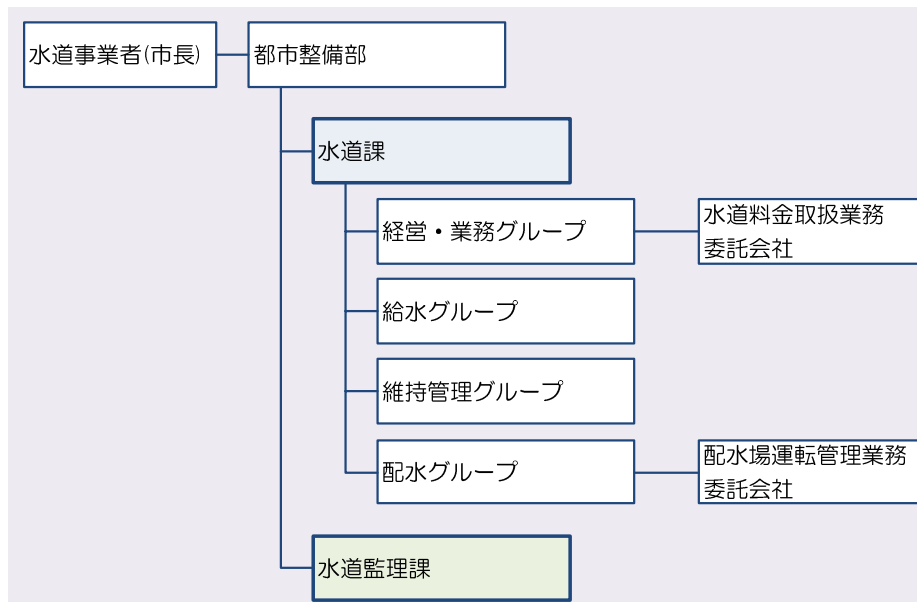 水道事業者(市長)
都市整備部
水道課
経営・業務グループ
水道料金取扱業務
委託会社
給水グループ
維持管理グループ
配水グループ
配水場運転管理業務
委託会社
水道監理課